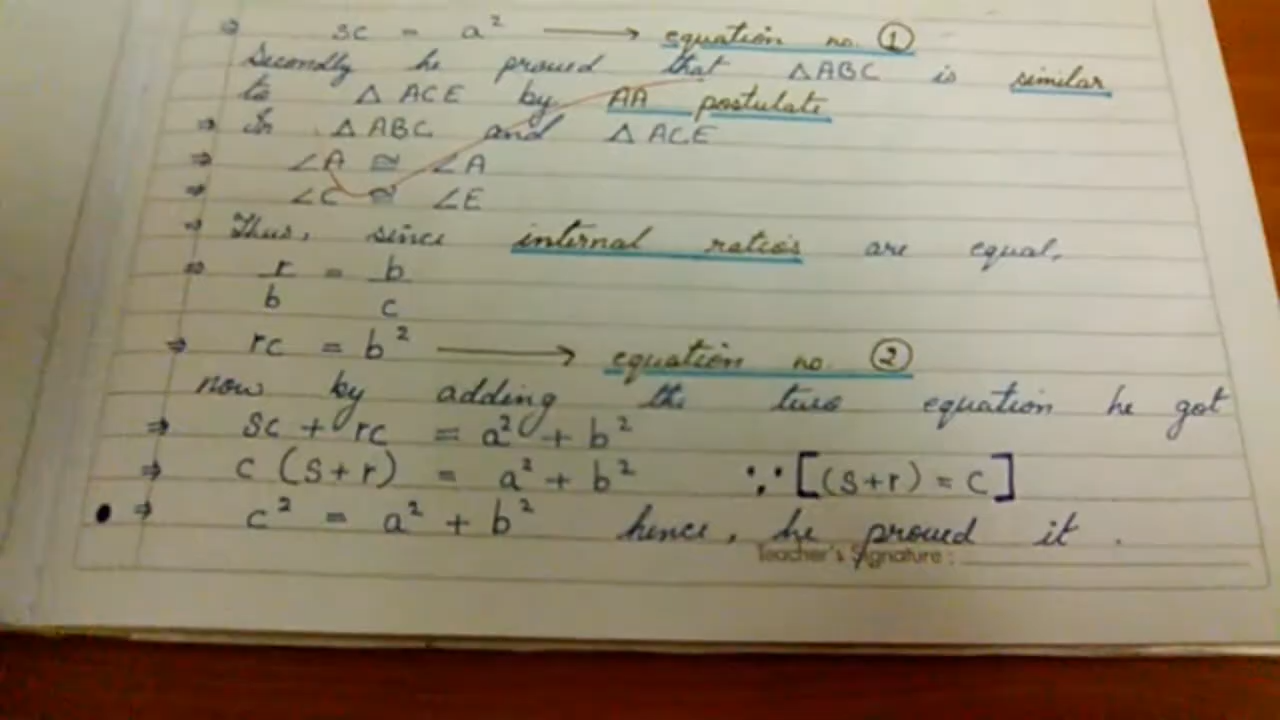 ⇒ sc = a² ⟶ equation no. ①
Secondly he proved that △ABC is similar
to △ ACE by AA postulate
⇒ In △ABC and △ACE
⇒ ∠A ≅ ∠A
⇒ ∠C ≅ ∠E
⇒ Thus, since internal ratios are equal,
⇒ r/b = b/c
⇒ rc = b² ⟶ equation no. ②
now by adding the two equation he got
⇒ sc + rc = a² + b²
⇒ c (s+r) = a² + b² ∵ [(s+r) = c]
• ⇒ c² = a² + b² hence, he proved it.
Teacher's Signature :